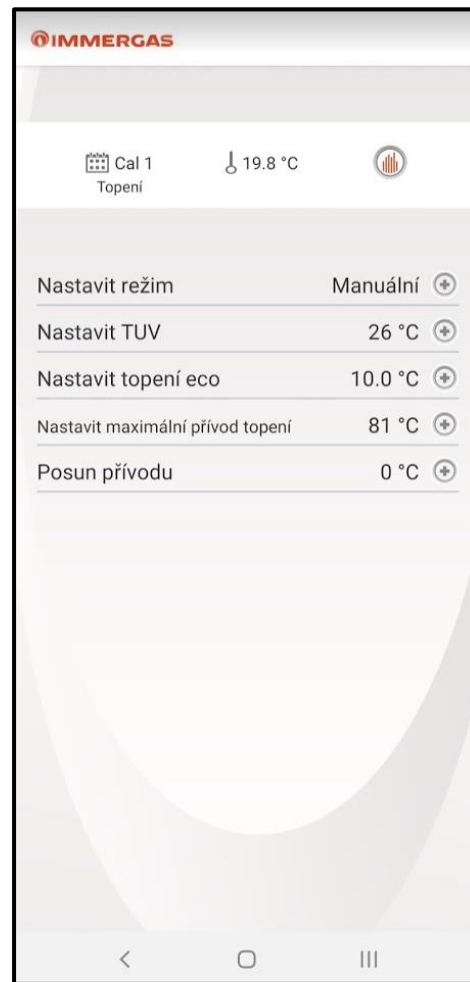 IMMERGAS
Cal 1
Topení
19.8 °C
Nastavit režim Manuální
Nastavit TUV 26 °C
Nastavit topení eco 10.0 °C
Nastavit maximální přívod topení 81 °C
Posun přívodu 0 °C